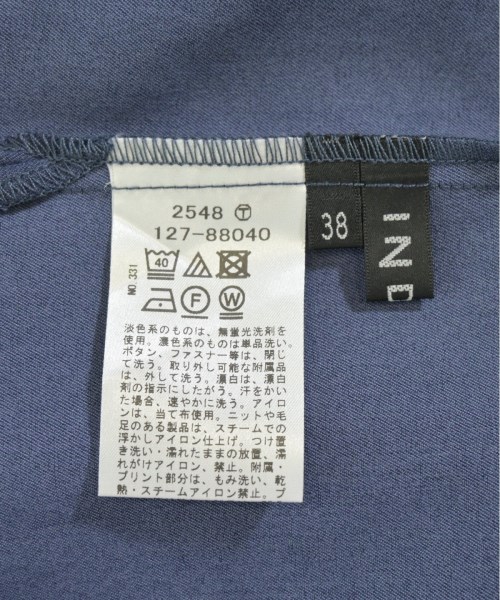 2548 Ⓣ
127-88040
NO.331
40
F W
淡色系のものは、無蛍光洗剤を
使用。濃色系のものは単品洗い。
ボタン、ファスナー等は、閉じ
て洗う。取り外し可能な附属品
は、外して洗う。漂白は、漂白
剤の指示にしたがう。汗をかい
た場合、速やかに洗う。アイロ
ンは、当て布使用。ニットや毛
足のある製品は、スチームでの
浮かしアイロン仕上げ。つけ置
き洗い・濡れたままの放置、濡
れがけアイロン、禁止。附属・
プリント部分は、もみ洗い、乾
熱・スチームアイロン禁止。プ
38
IND